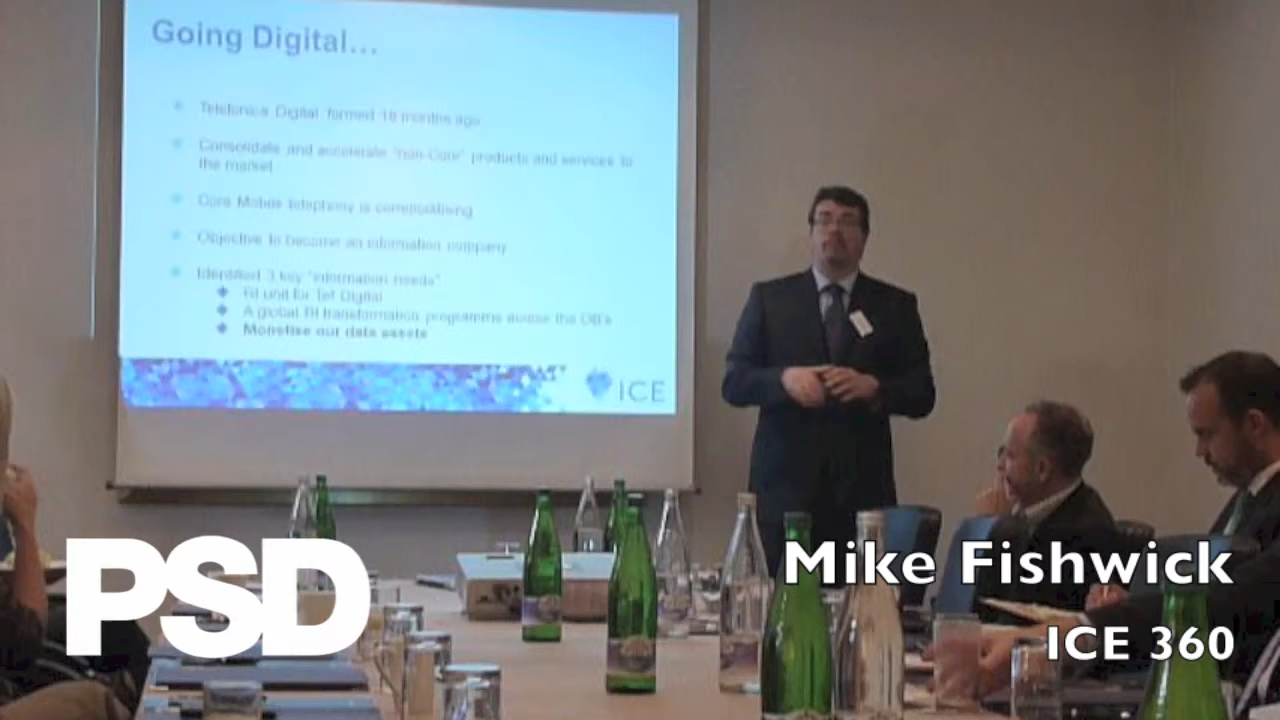 Going Digital...
Telefonica Digital formed 18 months ago
Consolidate and accelerate "non-Core" products and services to
the market
Core Mobile telephony is commoditising
Objective to become an information company
Identified 3 key "information needs"
BI unit for Tef Digital
A global BI transformation programme across the OB's
Monetise our data assets
ICE
PSD
Mike Fishwick
ICE 360